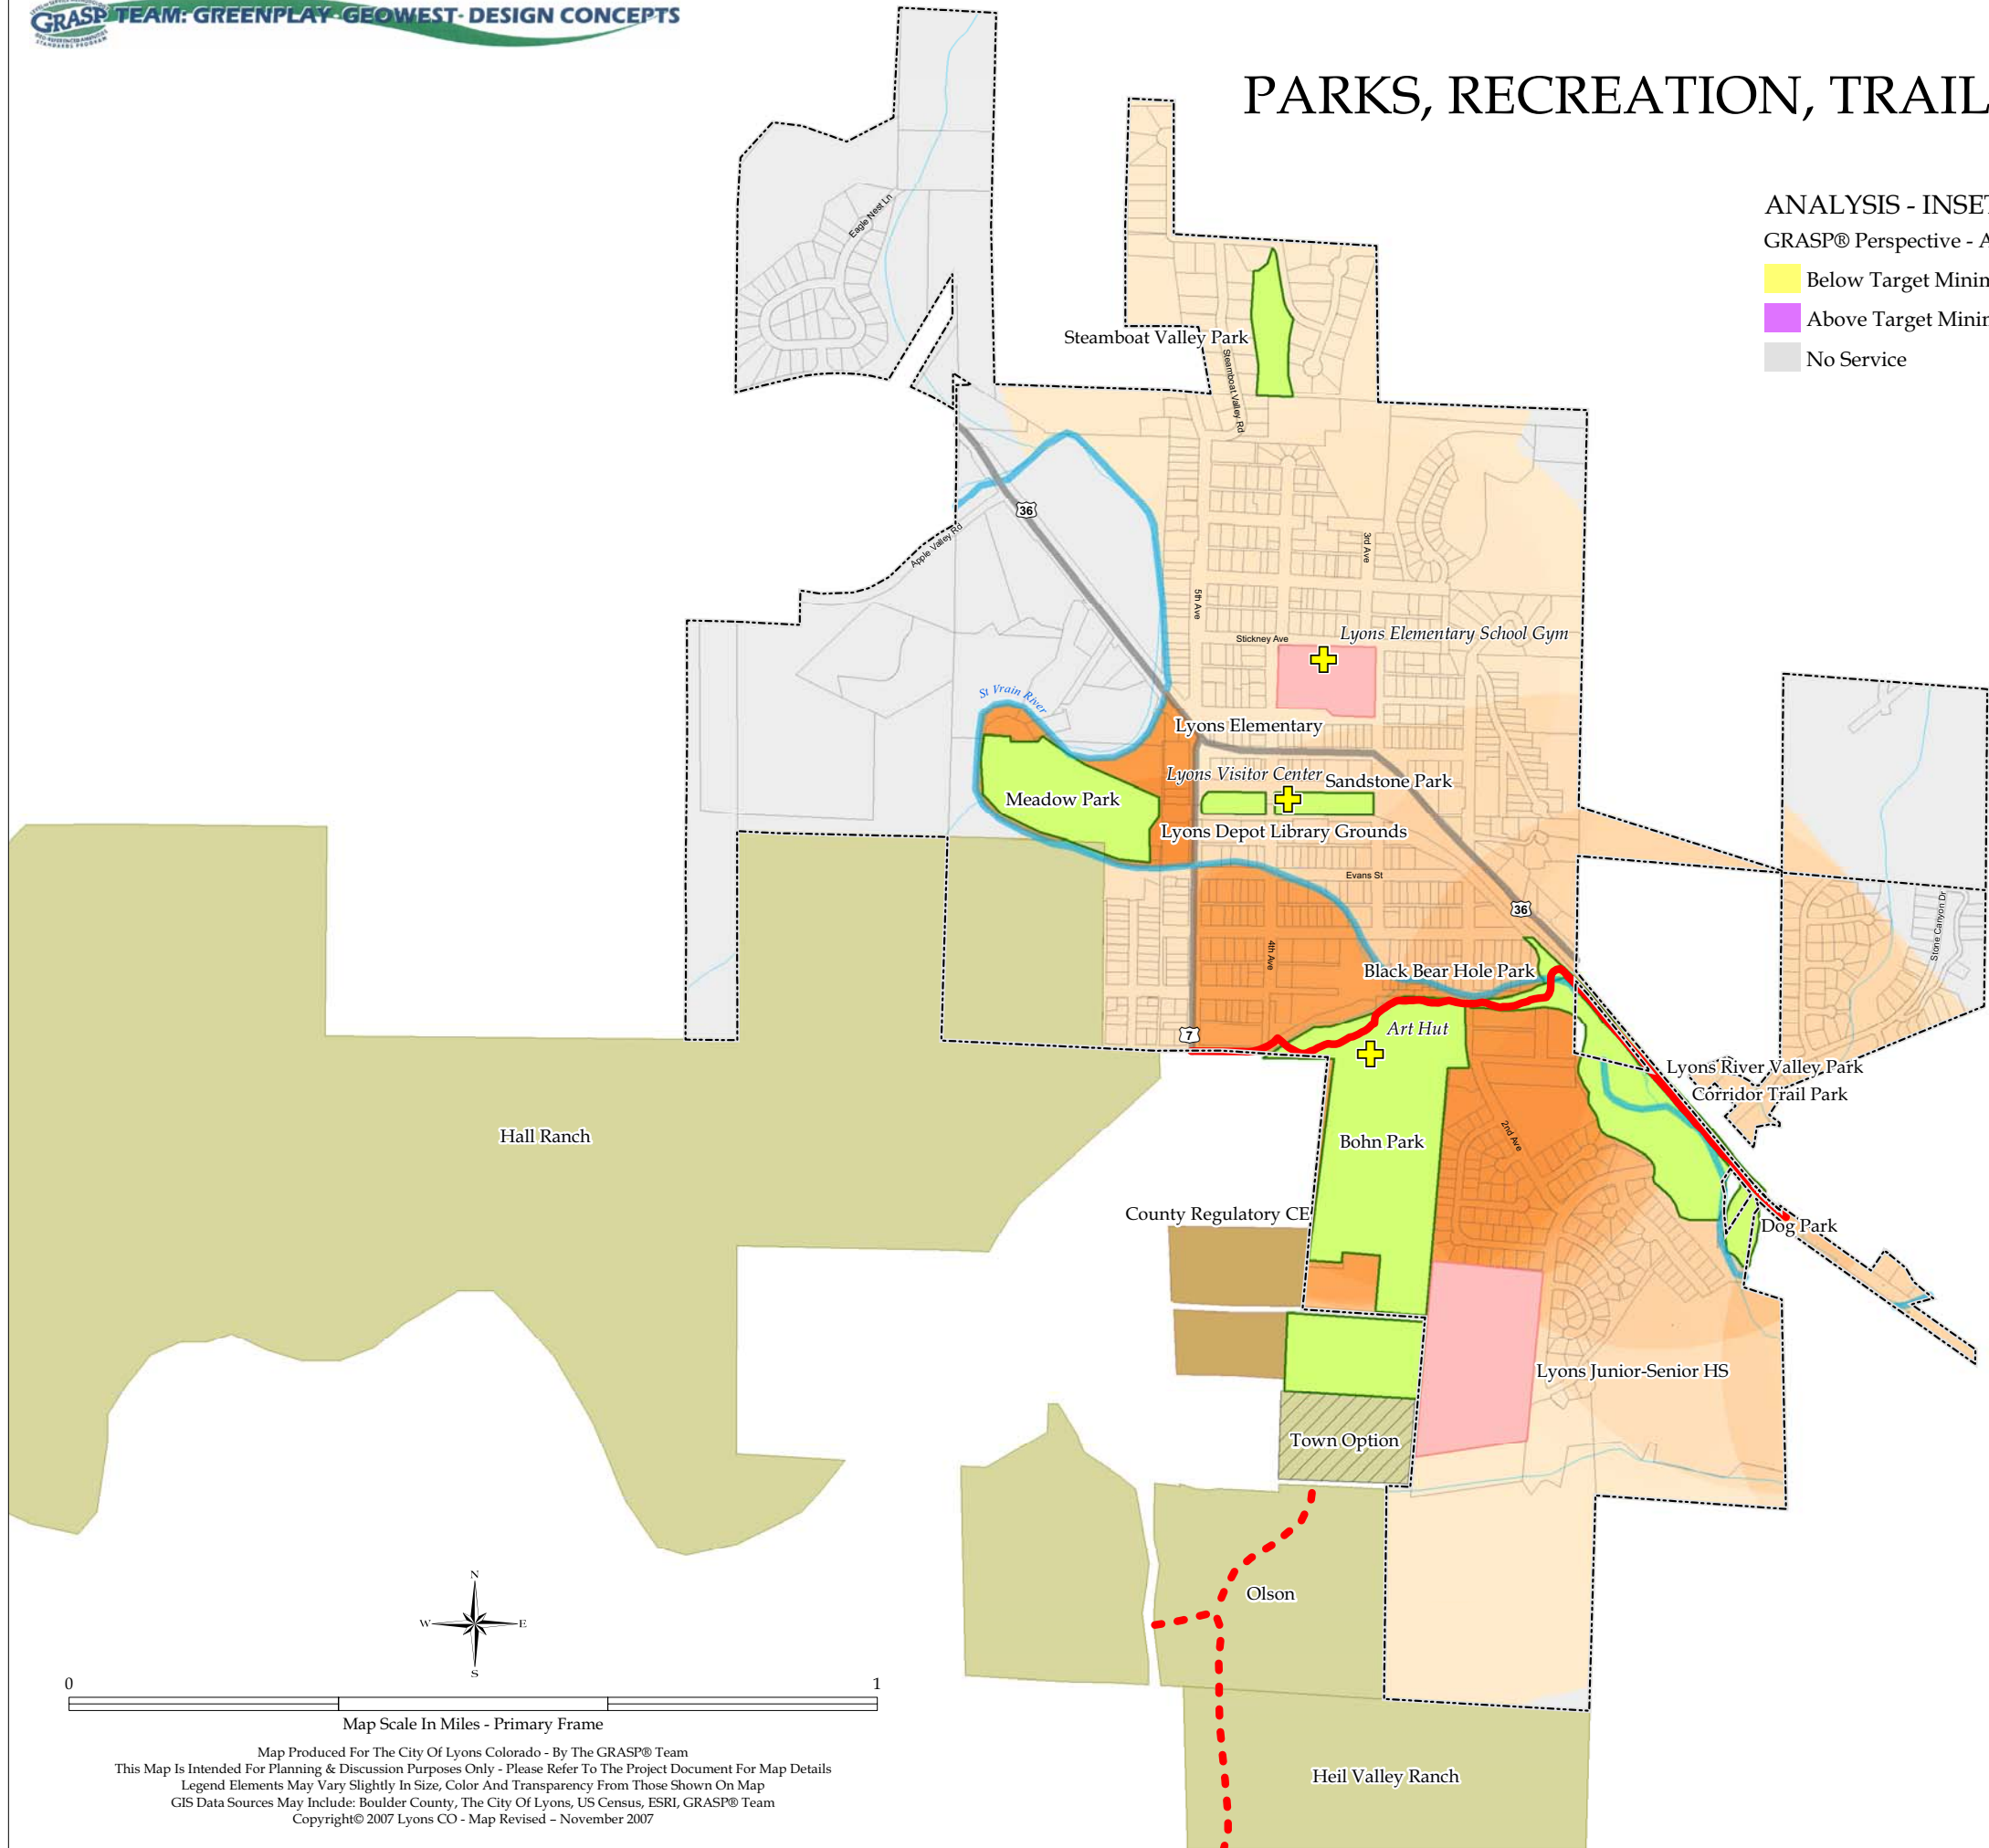 GRASP TEAM: GREENPLAY-GEOWEST-DESIGN CONCEPTS
PARKS, RECREATION, TRAIL
ANALYSIS - INSET
GRASP® Perspective - A
Below Target Minim
Above Target Minim
No Service
Eagle Nest Ln
Steamboat Valley Park
Steamboat Valley Rd
36
Apple Valley Rd
3rd Ave
5th Ave
Stickney Ave
Lyons Elementary School Gym
St Vrain River
Lyons Elementary
Lyons Visitor Center
Sandstone Park
Meadow Park
Lyons Depot Library Grounds
Evans St
36
Stone Canyon Dr
4th Ave
Black Bear Hole Park
7
Art Hut
Lyons River Valley Park
Corridor Trail Park
Hall Ranch
Bohn Park
2nd Ave
County Regulatory CE
Dog Park
Lyons Junior-Senior HS
Town Option
Olson
Heil Valley Ranch
N
W
E
S
0
1
Map Scale In Miles - Primary Frame
Map Produced For The City Of Lyons Colorado - By The GRASP® Team
This Map Is Intended For Planning & Discussion Purposes Only - Please Refer To The Project Document For Map Details
Legend Elements May Vary Slightly In Size, Color And Transparency From Those Shown On Map
GIS Data Sources May Include: Boulder County, The City Of Lyons, US Census, ESRI, GRASP® Team
Copyright© 2007 Lyons CO - Map Revised – November 2007